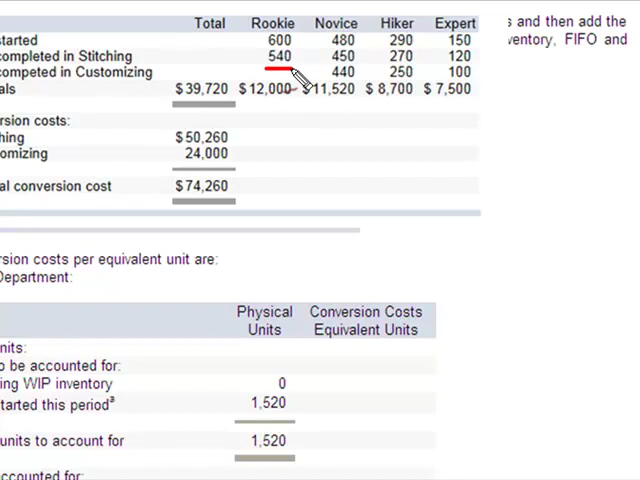 Total Rookie Novice Hiker Expert
started 600 480 290 150
completed in Stitching 540 450 270 120
competed in Customizing 440 250 100
als $39,720 $12,000 $11,520 $8,700 $7,500
s and then add the
ventory, FIFO and
rsion costs:
hing $50,260
omizing 24,000
al conversion cost $74,260
rsion costs per equivalent unit are:
Department:
Physical Units Conversion Costs Equivalent Units
nits:
o be accounted for:
ing WIP inventory 0
tarted this periodª 1,520
units to account for 1,520
accounted for: